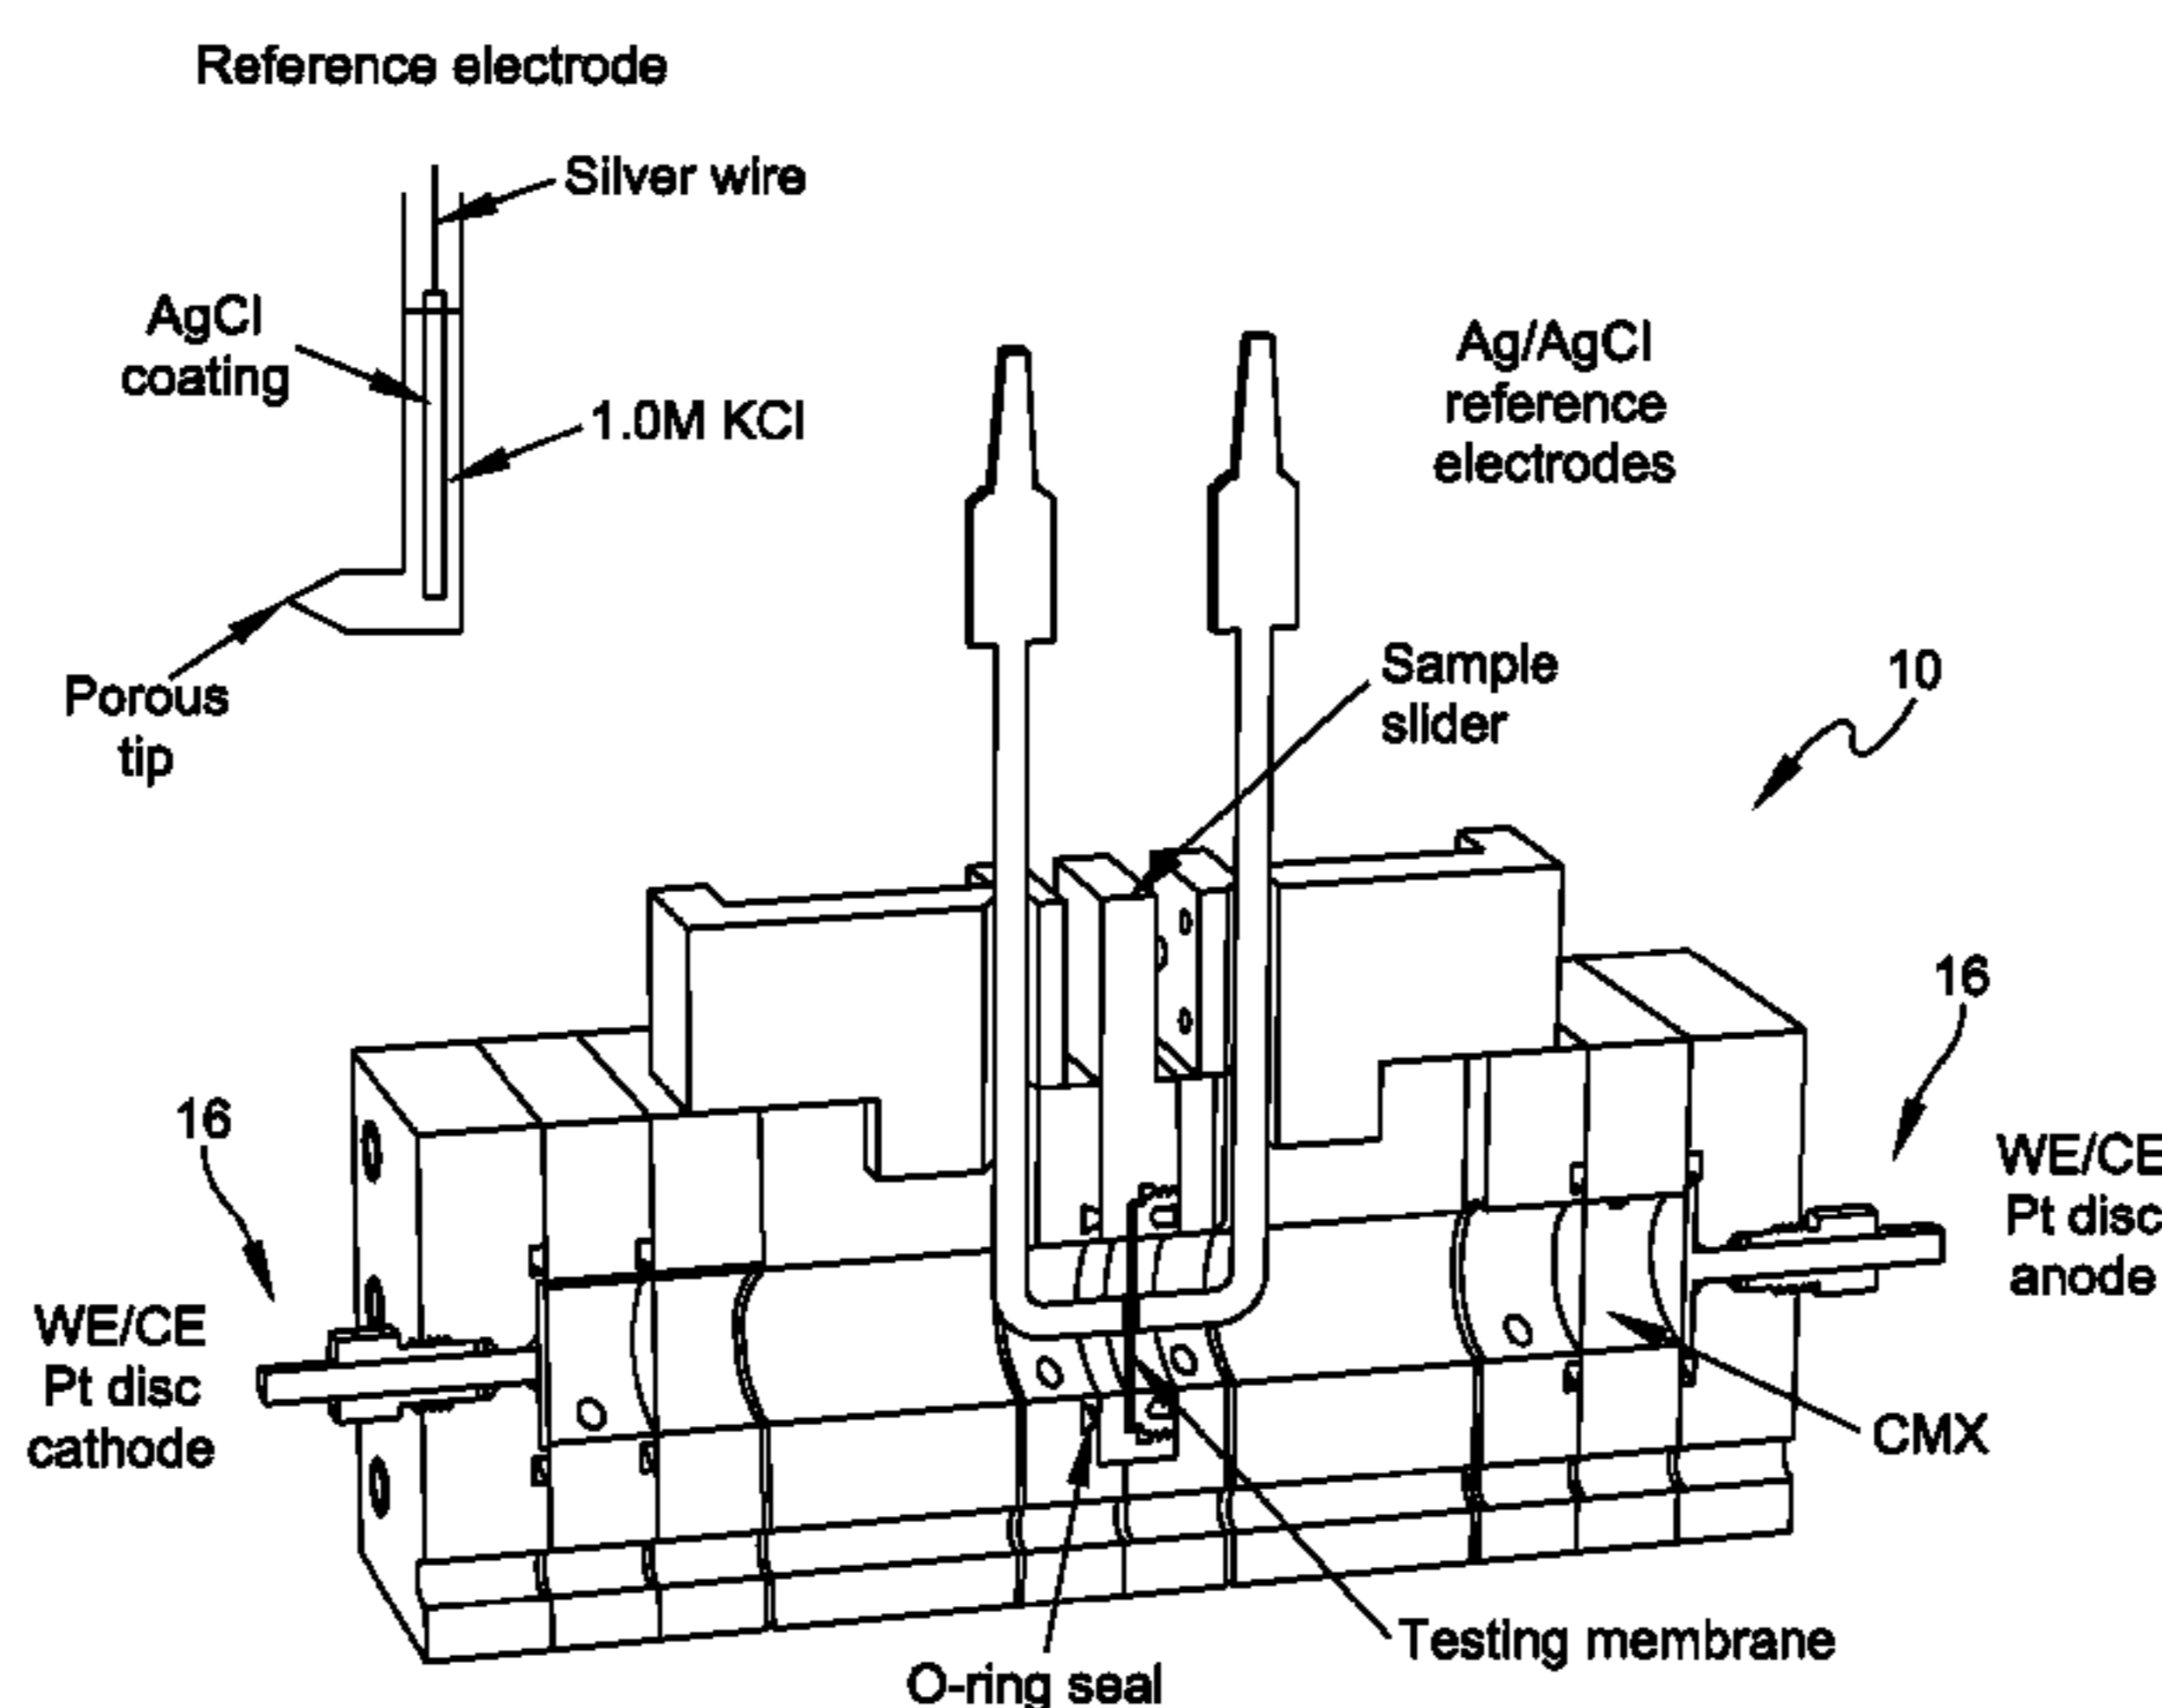 Reference electrode
Silver wire
AgCl
coating
1.0M KCl
Porous
tip
Ag/AgCl
reference
electrodes
Sample
slider
10
16
WE/CE
Pt disc
anode
16
WE/CE
Pt disc
cathode
CMX
Testing membrane
O-ring seal